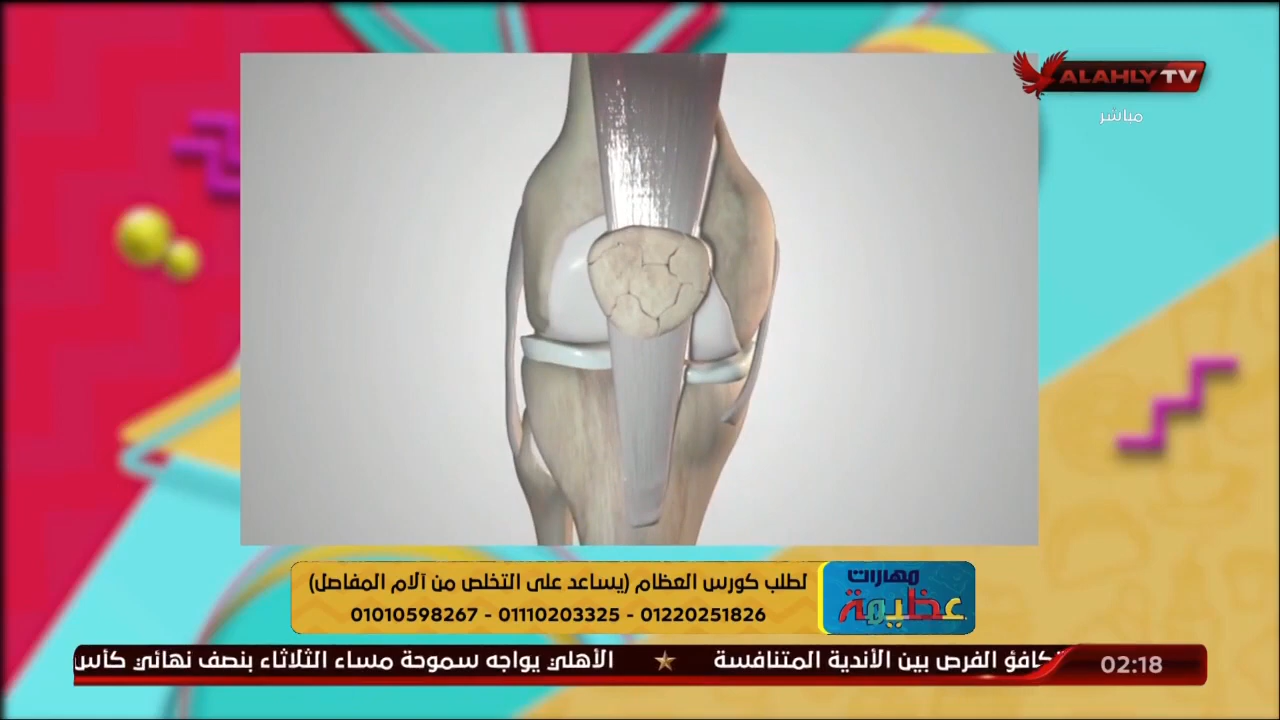 ALAHLY TV
مباشر
مهارات
عظيمة
لطلب كورس العظام (يساعد على التخلص من آلام المفاصل)
01010598267 - 01110203325 - 01220251826
تكافؤ الفرص بين الأندية المتنافسة ★ الأهلي يواجه سموحة مساء الثلاثاء بنصف نهائي كأس
02:18